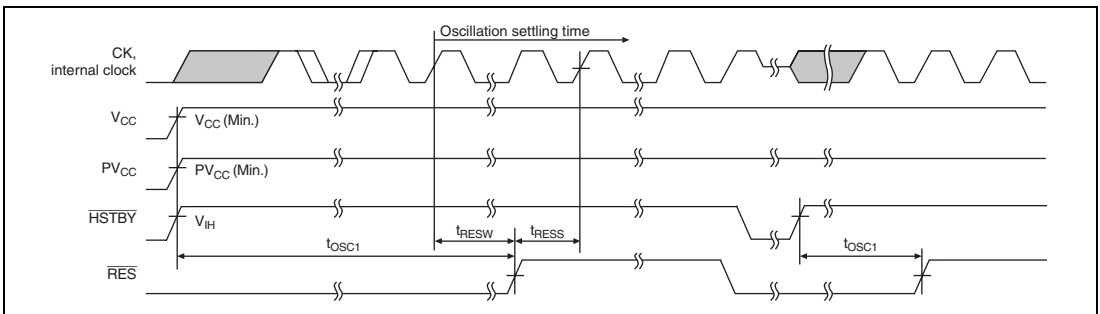 Oscillation settling time
CK,
internal clock
VCC
VCC (Min.)
PVCC
PVCC (Min.)
HSTBY
VIH
tRESW
tRESS
tOSC1
tOSC1
RES